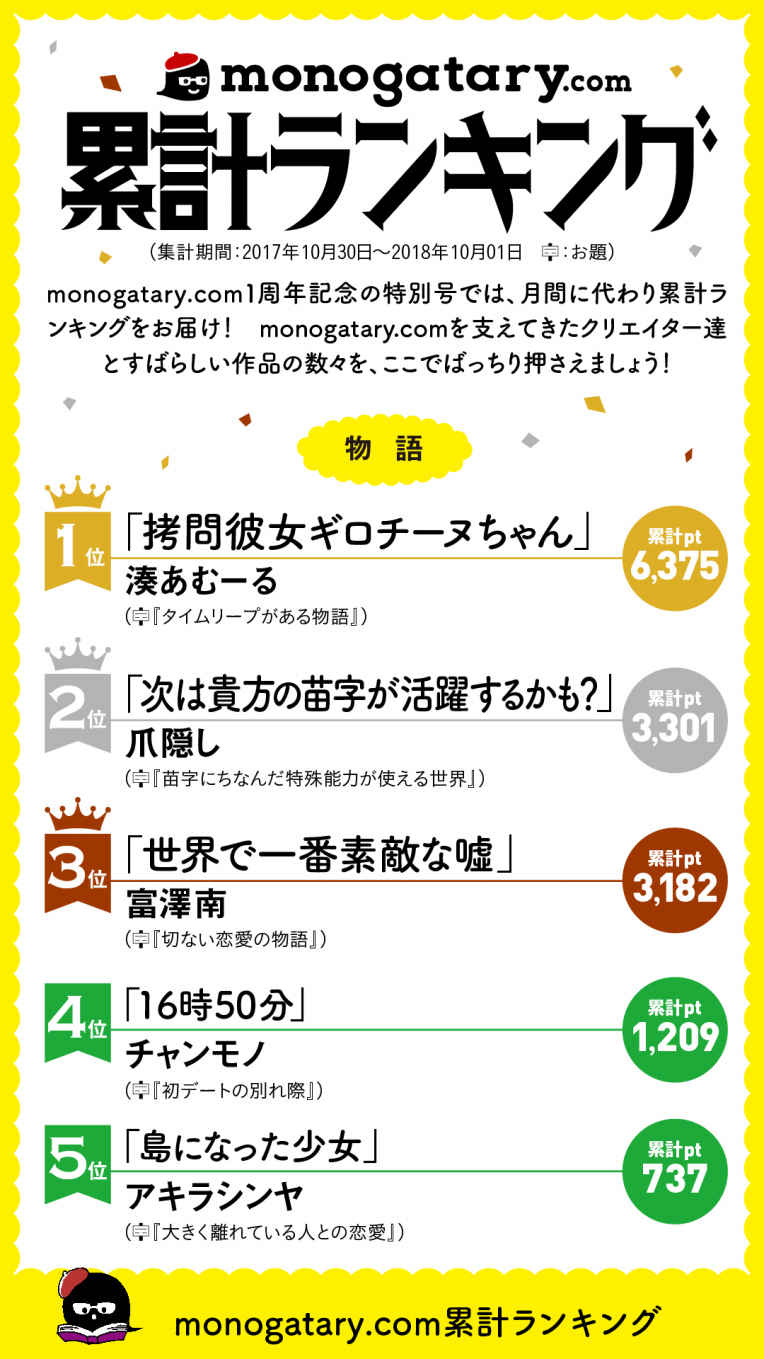 monogatary.com
累計ランキング
(集計期間:2017年10月30日〜2018年10月01日　:お題)
monogatary.com1周年記念の特別号では、月間に代わり累計ラ
ンキングをお届け!　monogatary.comを支えてきたクリエイター達
とすばらしい作品の数々を、ここでばっちり押さえましょう!
物語
1位
「拷問彼女ギロチーヌちゃん」
累計pt
6,375
湊あむーる
(『タイムリープがある物語』)
2位
「次は貴方の苗字が活躍するかも?」
累計pt
3,301
爪隠し
(『苗字にちなんだ特殊能力が使える世界』)
3位
「世界で一番素敵な嘘」
累計pt
3,182
富澤南
(『切ない恋愛の物語』)
4位
「16時50分」
累計pt
1,209
チャンモノ
(『初デートの別れ際』)
5位
「島になった少女」
累計pt
737
アキラシンヤ
(『大きく離れている人との恋愛』)
monogatary.com累計ランキング